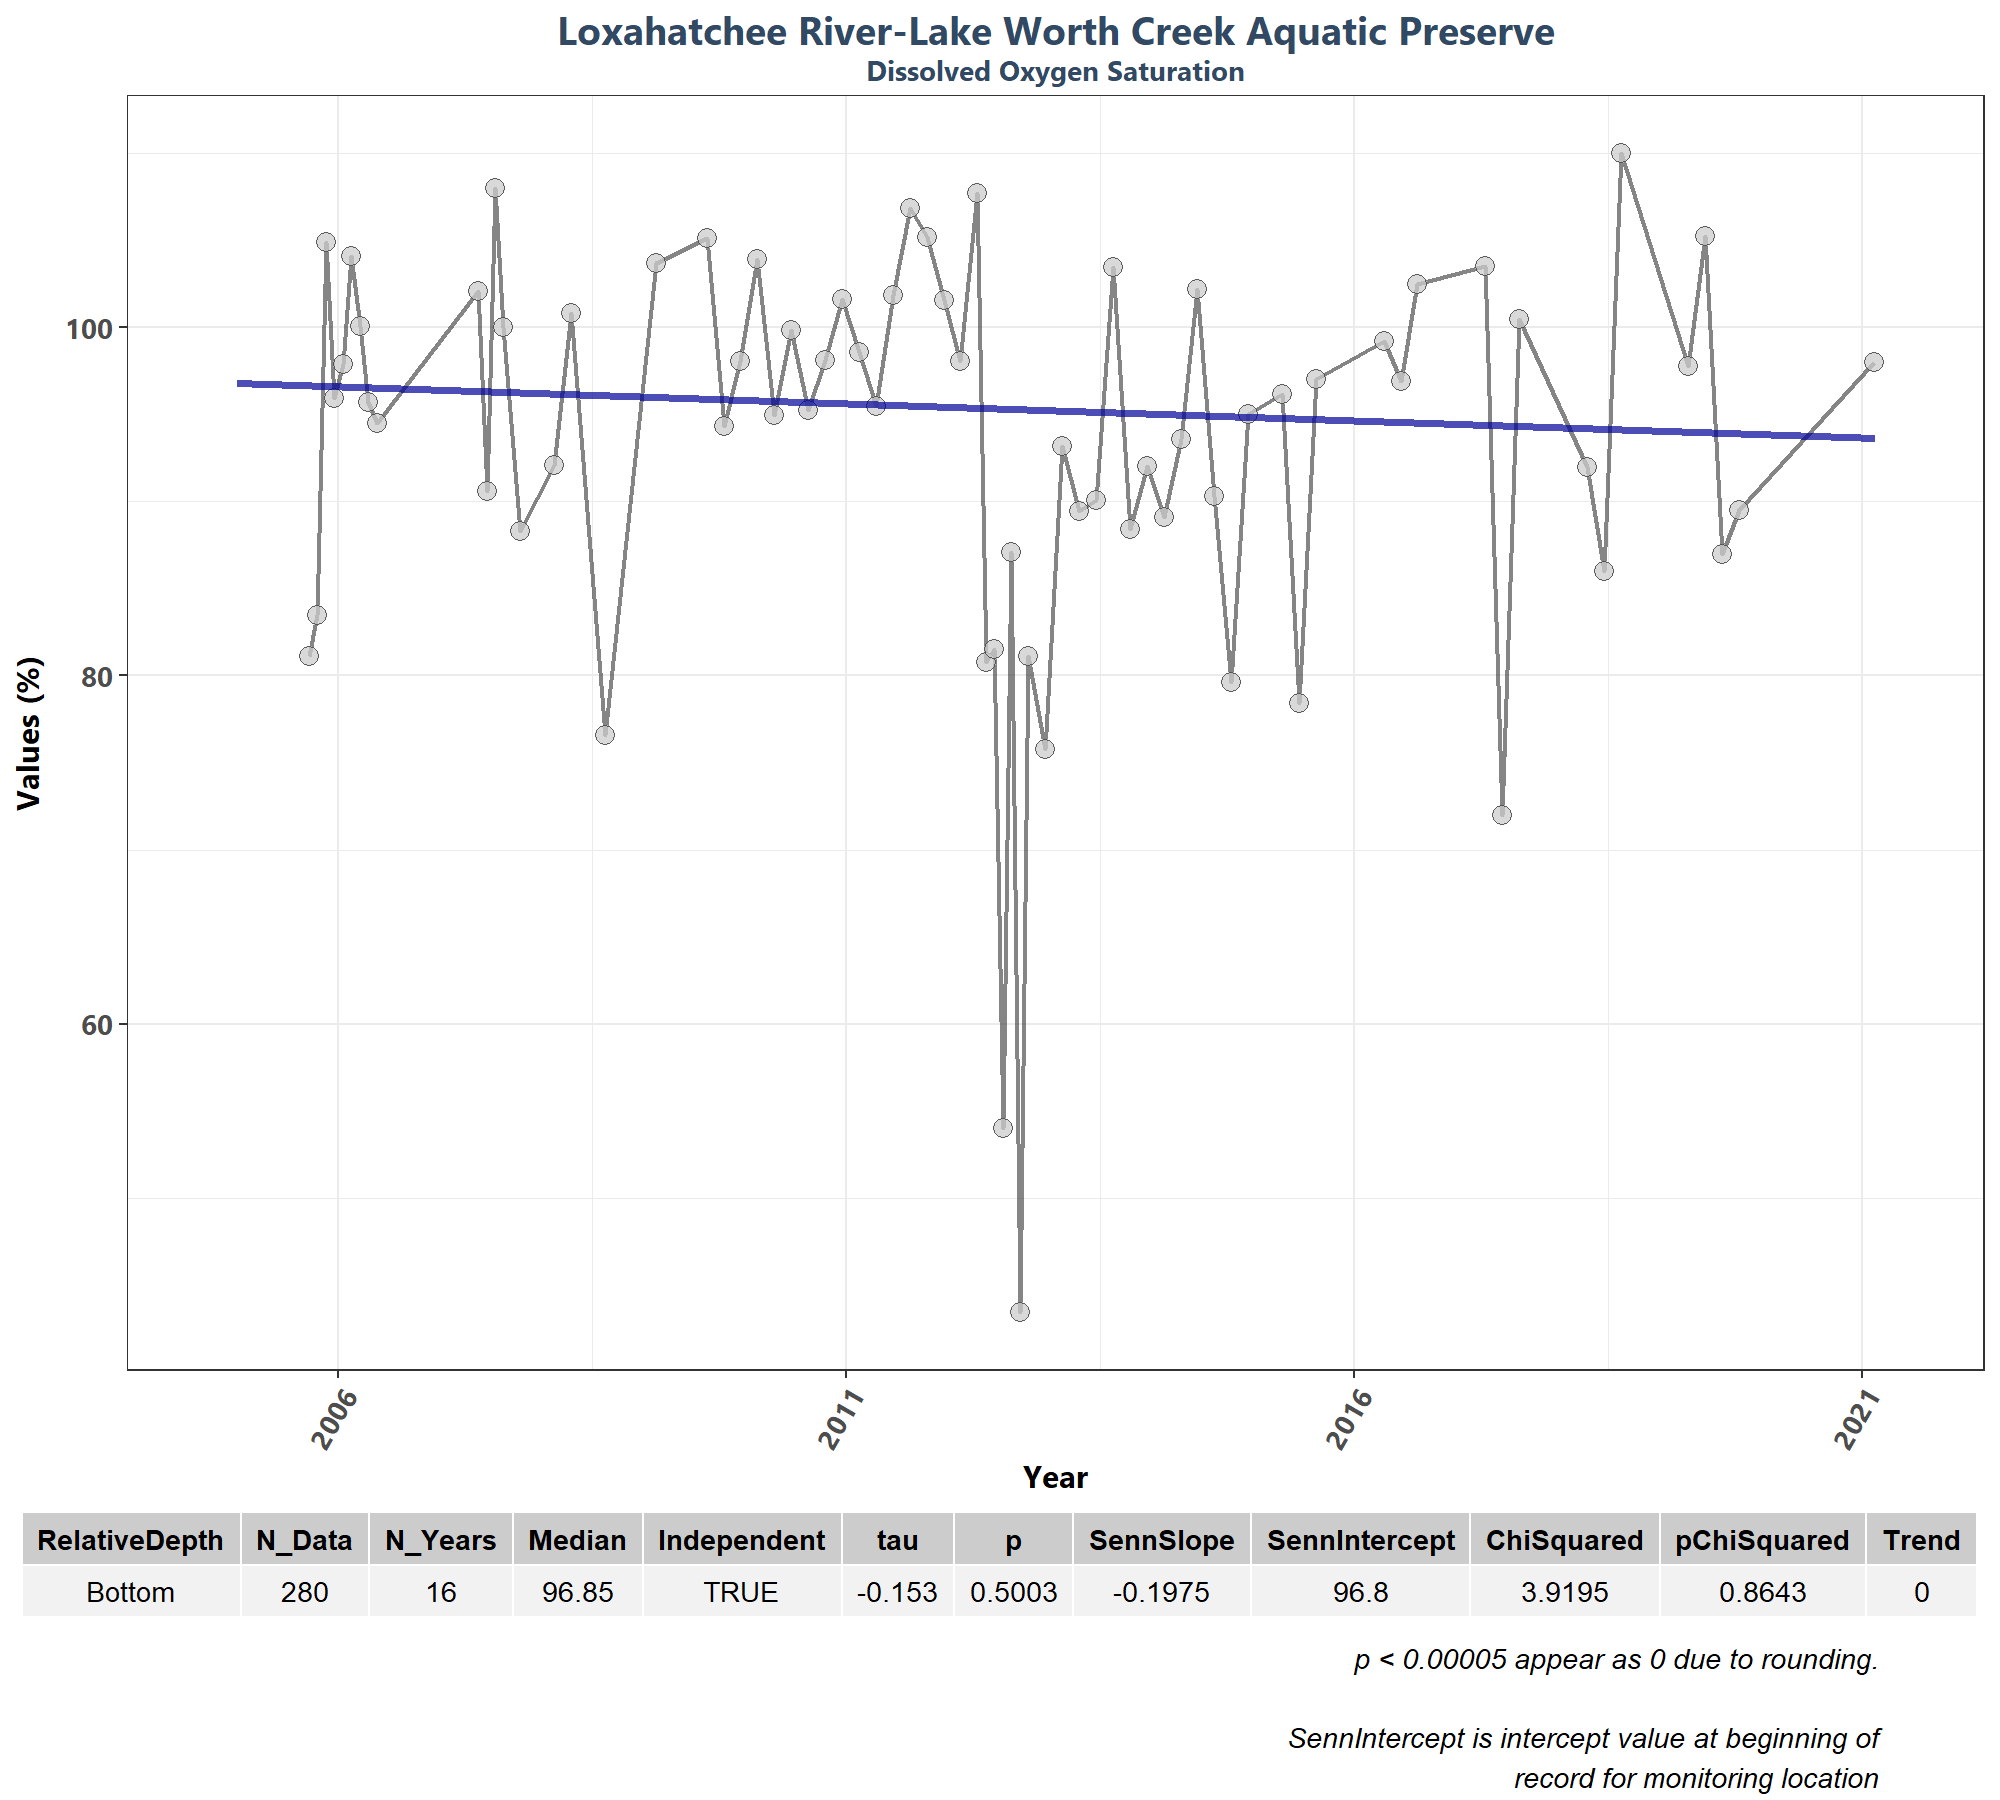 Loxahatchee River-Lake Worth Creek Aquatic Preserve
Dissolved Oxygen Saturation
100
80
60
Values (%)
2006
2011
2016
2021
Year
RelativeDepth N_Data N_Years Median Independent tau p SennSlope SennIntercept ChiSquared pChiSquared Trend
Bottom 280 16 96.85 TRUE -0.153 0.5003 -0.1975 96.8 3.9195 0.8643 0
p < 0.00005 appear as 0 due to rounding.
SennIntercept is intercept value at beginning of
record for monitoring location